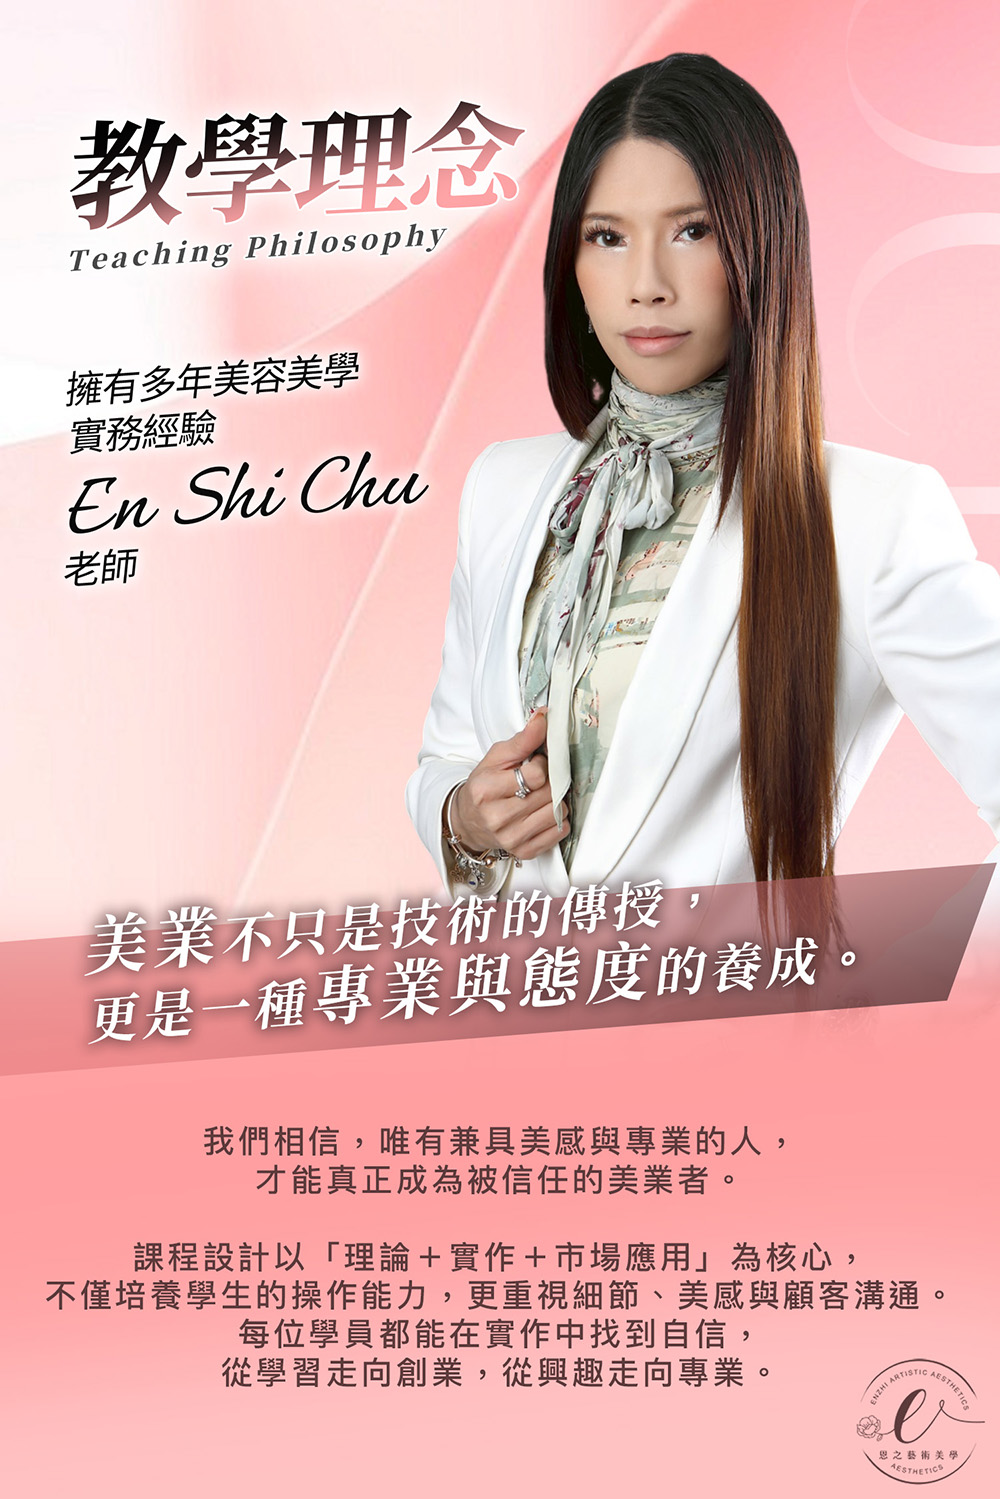 教學理念
Teaching Philosophy
擁有多年美容美學
實務經驗
En Shi Chu
老師
美業不只是技術的傳授，
更是一種專業與態度的養成。
我們相信，唯有兼具美感與專業的人，
才能真正成為被信任的美業者。
課程設計以「理論＋實作＋市場應用」為核心，
不僅培養學生的操作能力，更重視細節、美感與顧客溝通。
每位學員都能在實作中找到自信，
從學習走向創業，從興趣走向專業。
ENZHI ARTISTIC AESTHETICS
恩之藝術美學
AESTHETICS